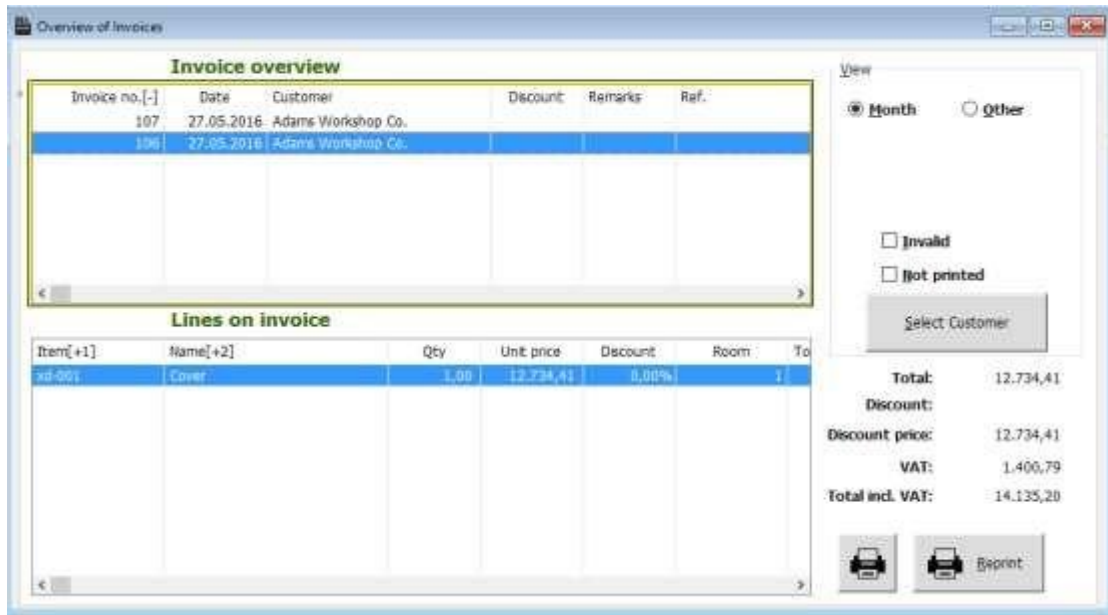 Overview of Invoices
Invoice overview
Invoice no.[-] Date Customer Discount Remarks Ref.
107 27.05.2016 Adams Workshop Co.
106 27.05.2016 Adams Workshop Co.
Lines on invoice
Item[+1] Name[+2] Qty Unit price Discount Room To
xd-001 Cover 1,00 12.734,41 0,00% 1
View
Month Other
Invalid
Not printed
Select Customer
Total: 12.734,41
Discount:
Discount price: 12.734,41
VAT: 1.400,79
Total incl. VAT: 14.135,20
Reprint